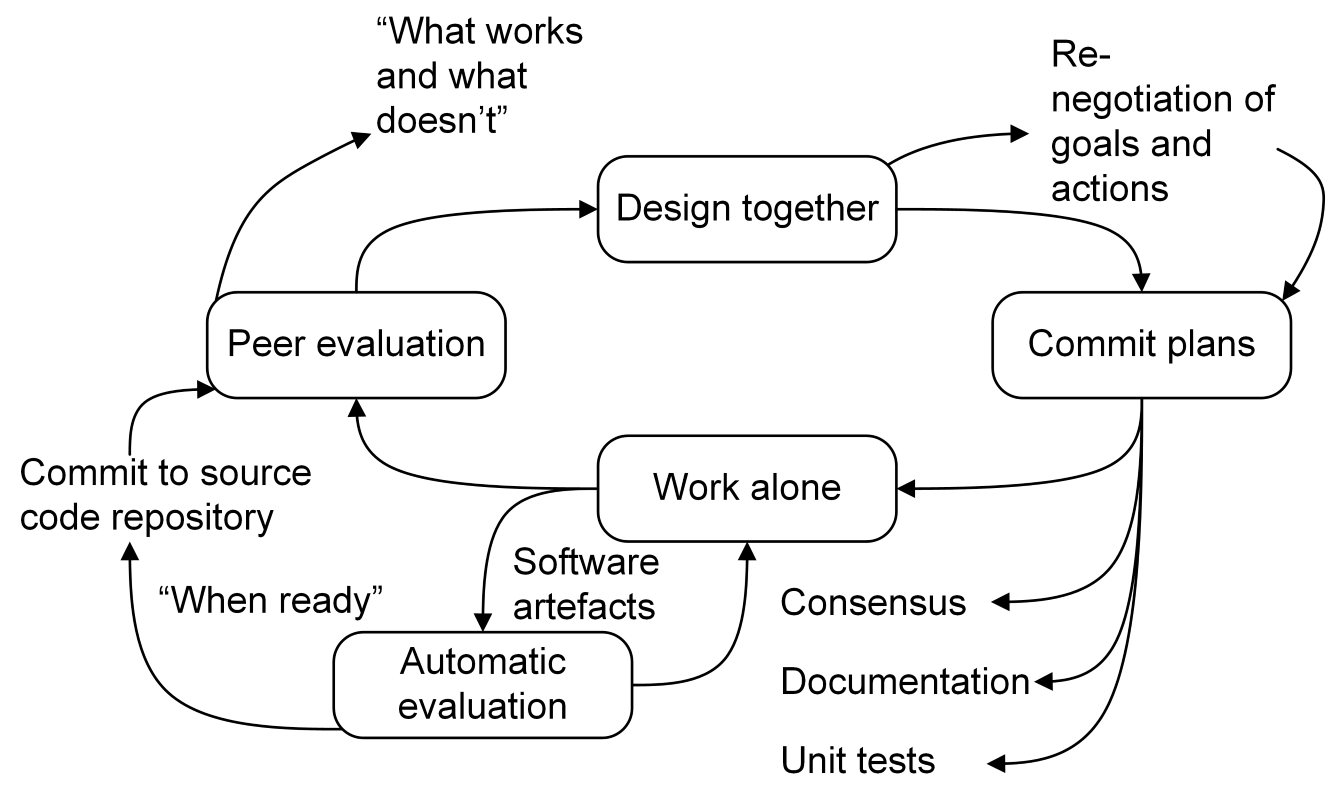 “What works
and what
doesn’t”
Re-
negotiation of
goals and
actions
Design together
Peer evaluation
Commit plans
Commit to source
code repository
Work alone
“When ready”
Software
artefacts
Consensus
Automatic
evaluation
Documentation
Unit tests